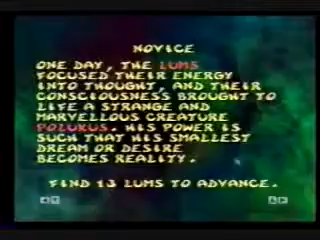 NOVICE
ONE DAY, THE LUMS
FOCUSED THEIR ENERGY
INTO THOUGHT, AND THEIR
CONSCIOUSNESS BROUGHT TO
LIFE A STRANGE AND
MARVELLOUS CREATURE
POLOKUS. HIS POWER IS
SUCH THAT HIS SMALLEST
DREAM OR DESIRE
BECOMES REALITY.
FIND 13 LUMS TO ADVANCE.